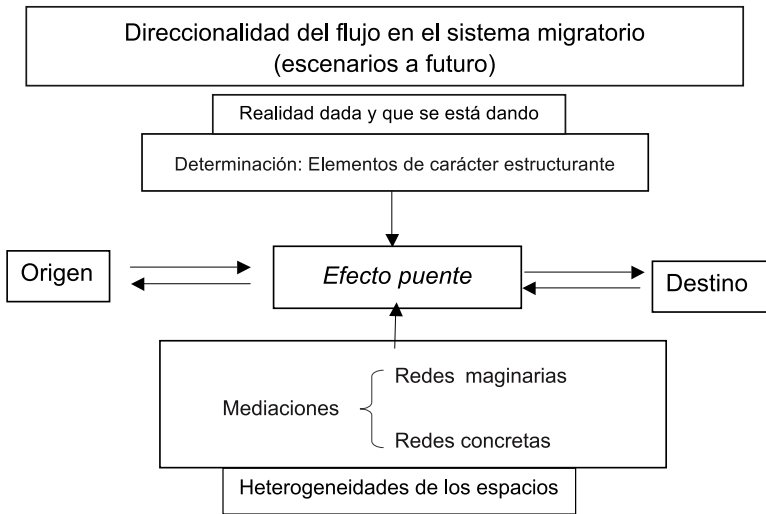 Direccionalidad del flujo en el sistema migratorio
(escenarios a futuro)
Realidad dada y que se está dando
Determinación: Elementos de carácter estructurante
Origen
Efecto puente
Destino
Mediaciones
Redes maginarias
Redes concretas
Heterogeneidades de los espacios